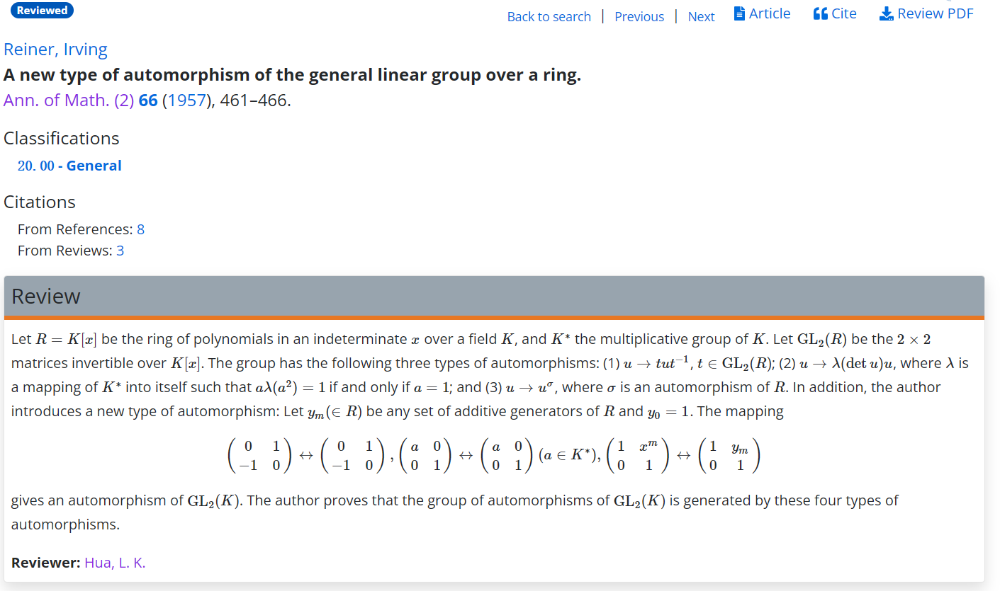 Reviewed
Back to search | Previous | Next Article Cite Review PDF
Reiner, Irving
A new type of automorphism of the general linear group over a ring.
Ann. of Math. (2) 66 (1957), 461–466.
Classifications
20. 00 - General
Citations
From References: 8
From Reviews: 3
Review
Let R = K[x] be the ring of polynomials in an indeterminate x over a field K, and K* the multiplicative group of K. Let GL₂(R) be the 2 × 2
matrices invertible over K[x]. The group has the following three types of automorphisms: (1) u → tut⁻¹, t ∈ GL₂(R); (2) u → λ(det u)u, where λ is
a mapping of K* into itself such that aλ(a²) = 1 if and only if a = 1; and (3) u → u^σ, where σ is an automorphism of R. In addition, the author
introduces a new type of automorphism: Let yₘ(∈ R) be any set of additive generators of R and y₀ = 1. The mapping
( 0 1 ; −1 0 ) ↔ ( 0 1 ; −1 0 ), ( a 0 ; 0 1 ) ↔ ( a 0 ; 0 1 ) (a ∈ K*), ( 1 xᵐ ; 0 1 ) ↔ ( 1 yₘ ; 0 1 )
gives an automorphism of GL₂(K). The author proves that the group of automorphisms of GL₂(K) is generated by these four types of
automorphisms.
Reviewer: Hua, L. K.